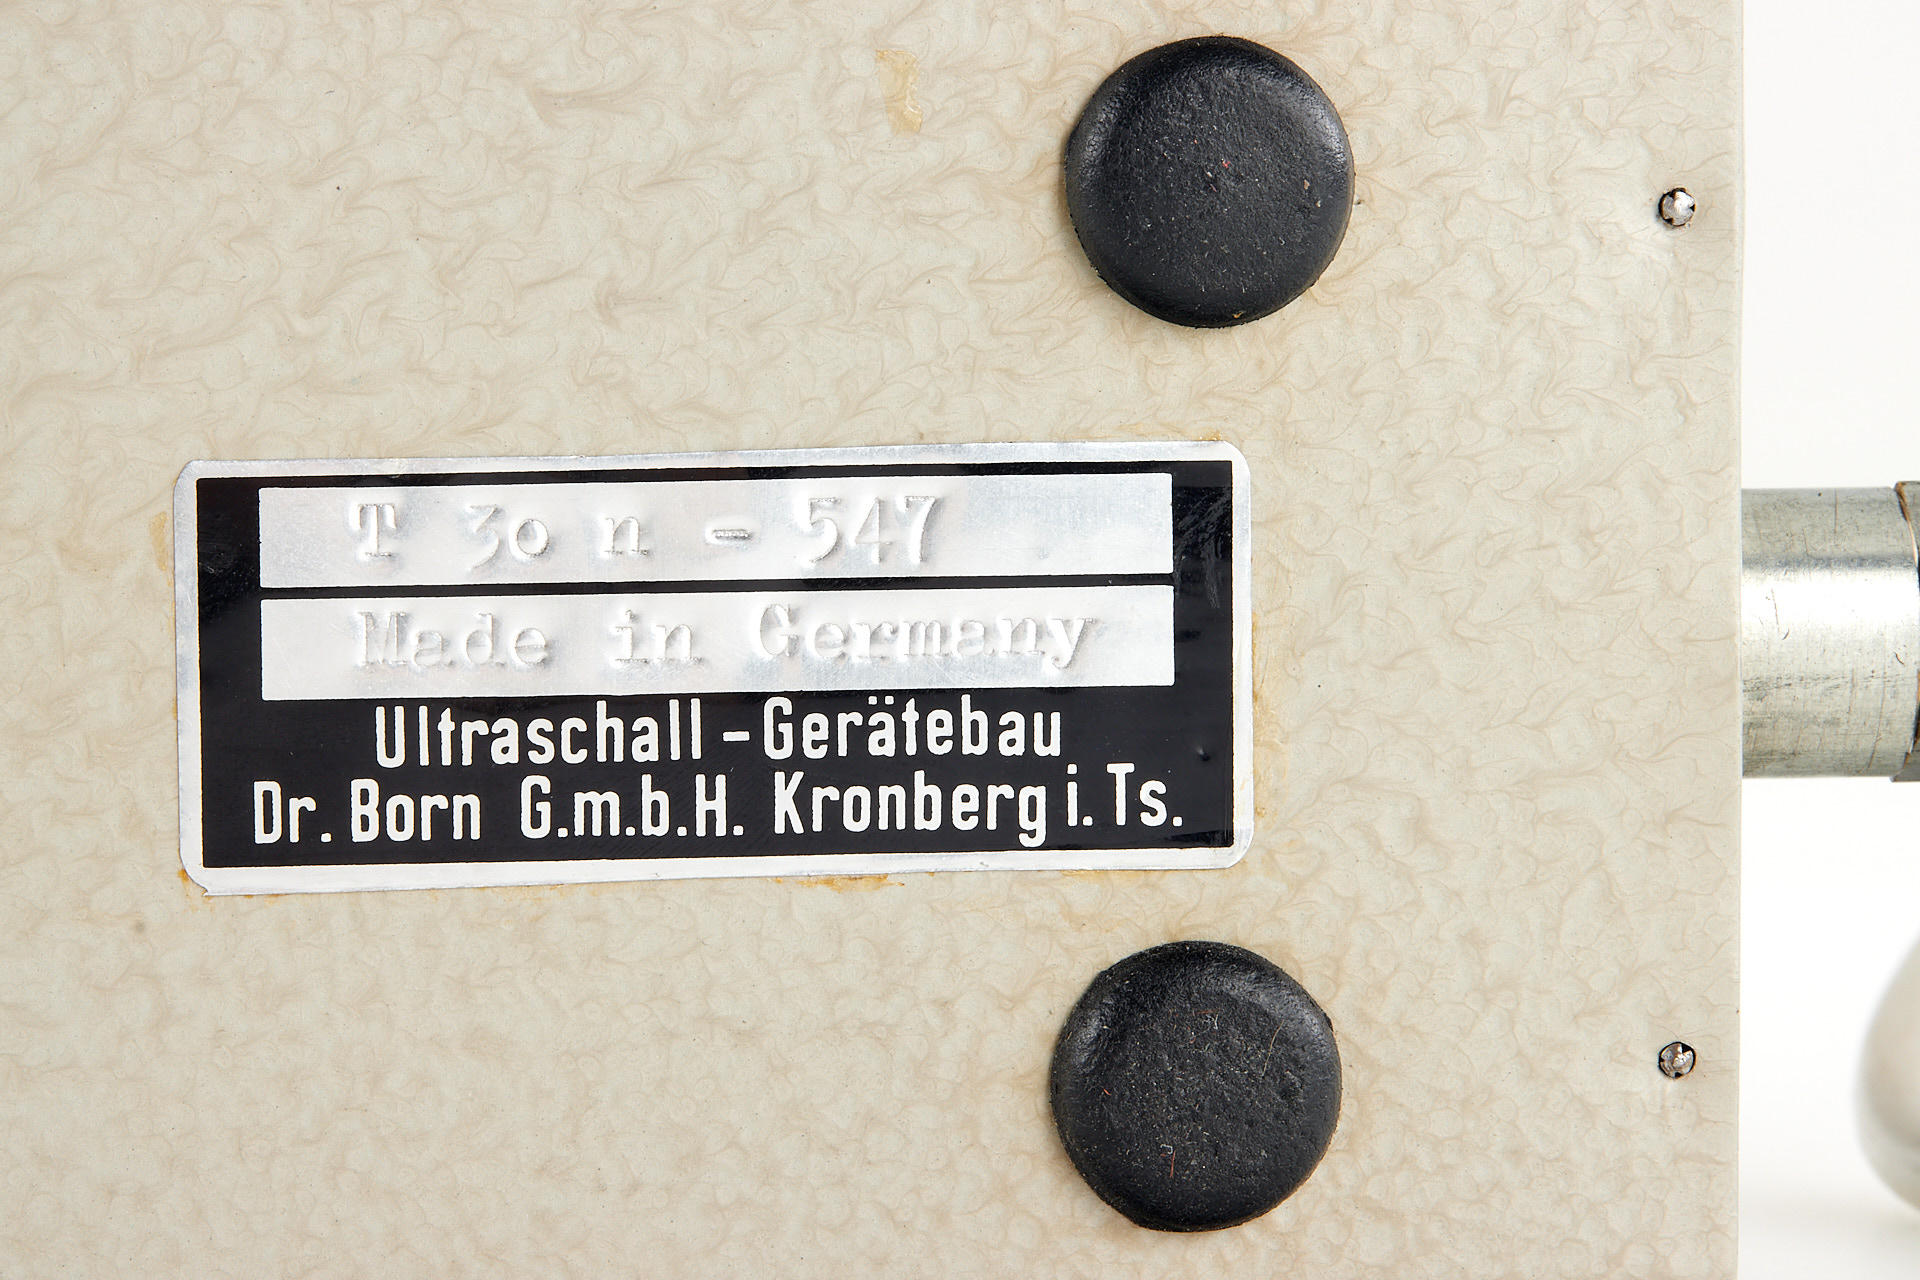 T 30 n - 547
Made in Germany
Ultraschall-Gerätebau
Dr. Born G.m.b.H. Kronberg i. Ts.